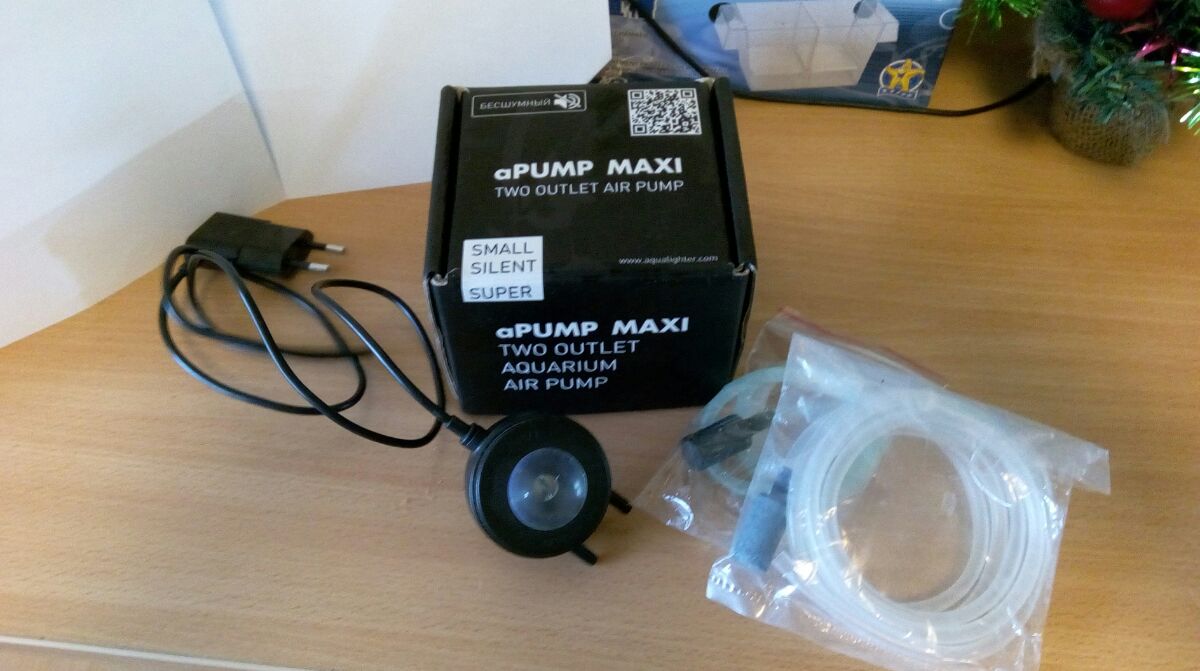 БЕСШУМНЫЙ
aPUMP MAXI
TWO OUTLET AIR PUMP
SMALL
SILENT
SUPER
www.aqualighter.com
aPUMP MAXI
TWO OUTLET
AQUARIUM
AIR PUMP